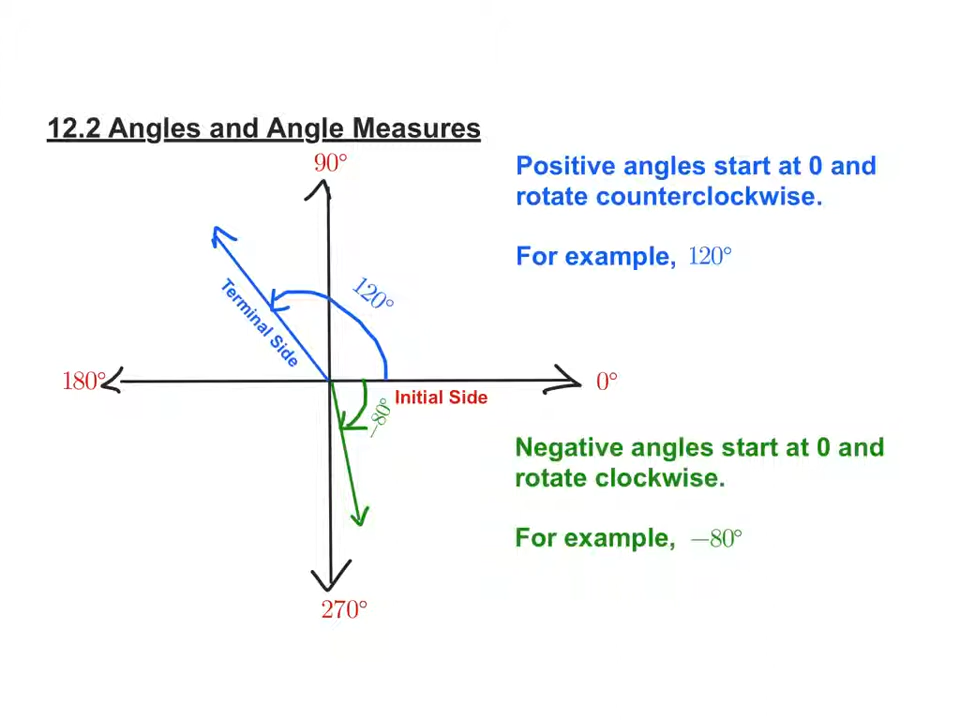 12.2 Angles and Angle Measures
90°
Positive angles start at 0 and
rotate counterclockwise.
For example, 120°
120°
Terminal Side
180°
0°
Initial Side
−80°
Negative angles start at 0 and
rotate clockwise.
For example, −80°
270°